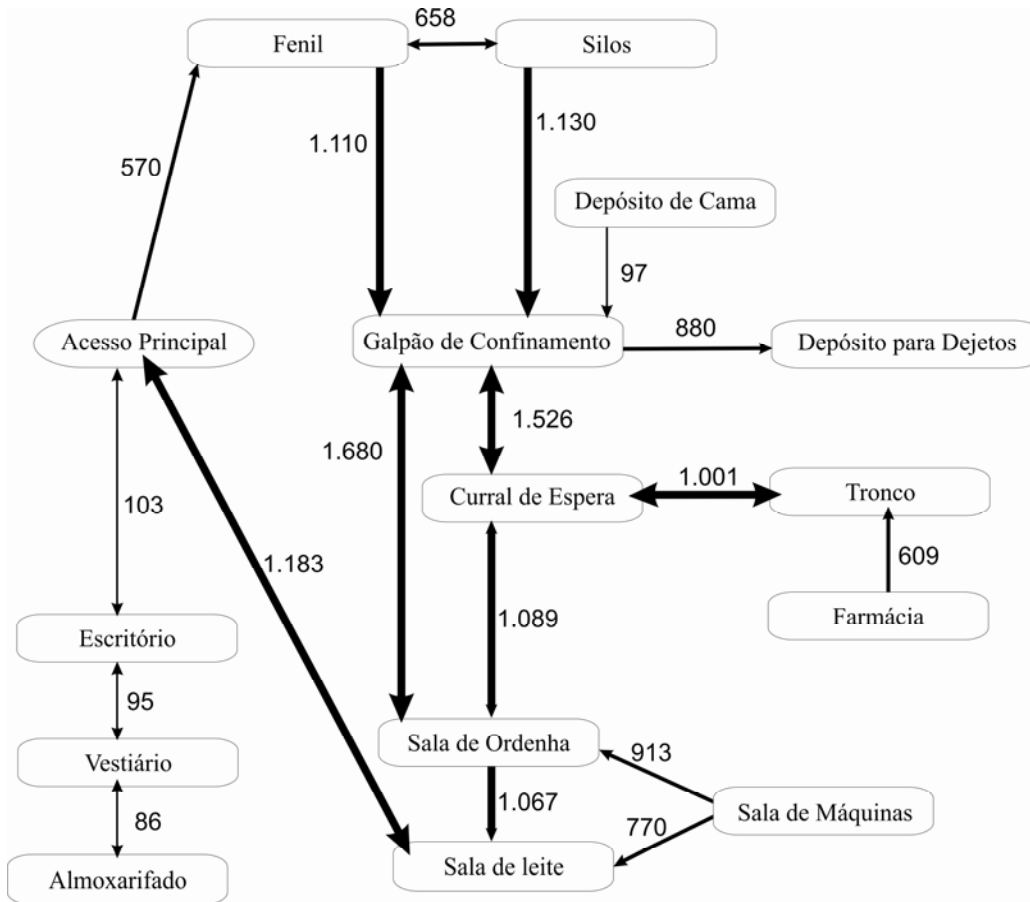 658
Fenil
Silos
1.110
1.130
570
Depósito de Cama
97
Acesso Principal
Galpão de Confinamento
880
Depósito para Dejetos
1.526
1.680
1.001
Curral de Espera
Tronco
103
1.183
609
1.089
Farmácia
Escritório
95
Sala de Ordenha
913
Vestiário
1.067
Sala de Máquinas
86
770
Sala de leite
Almoxarifado